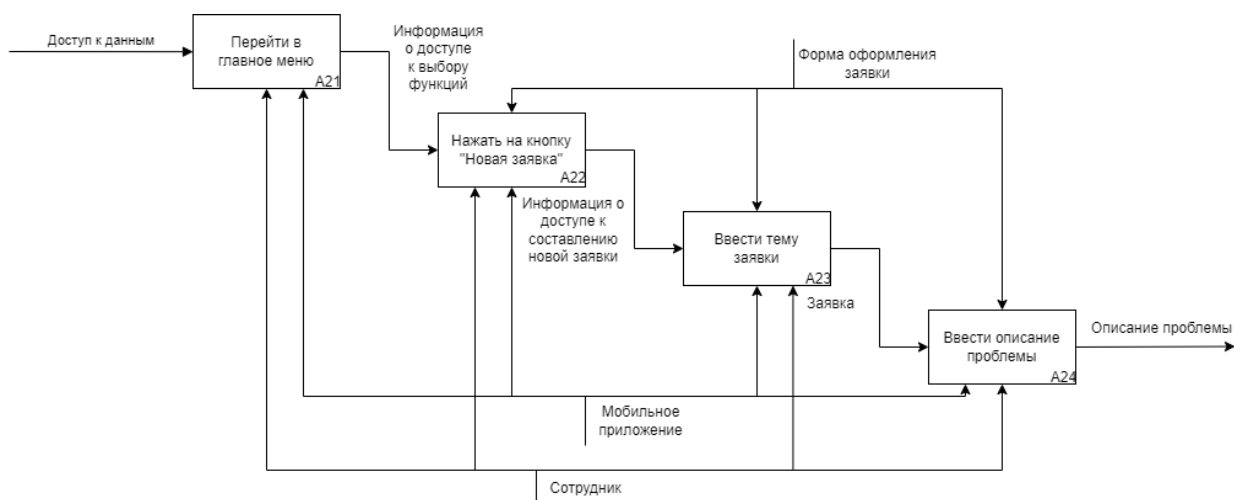 Доступ к данным
Перейти в
главное меню
A21
Информация
о доступе
к выбору
функций
Форма оформления
заявки
Нажать на кнопку
"Новая заявка"
A22
Информация о
доступе к
составлению
новой заявки
Ввести тему
заявки
A23
Заявка
Ввести описание
проблемы
A24
Описание проблемы
Мобильное
приложение
Сотрудник